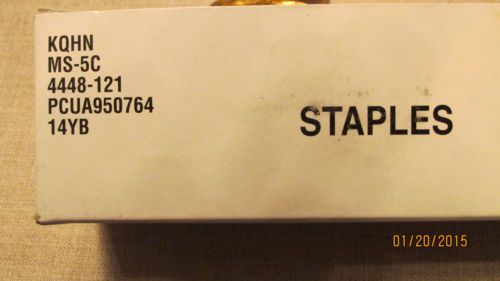 KQHN
MS-5C
4448-121
PCUA950764
14YB
STAPLES
01/20/2015